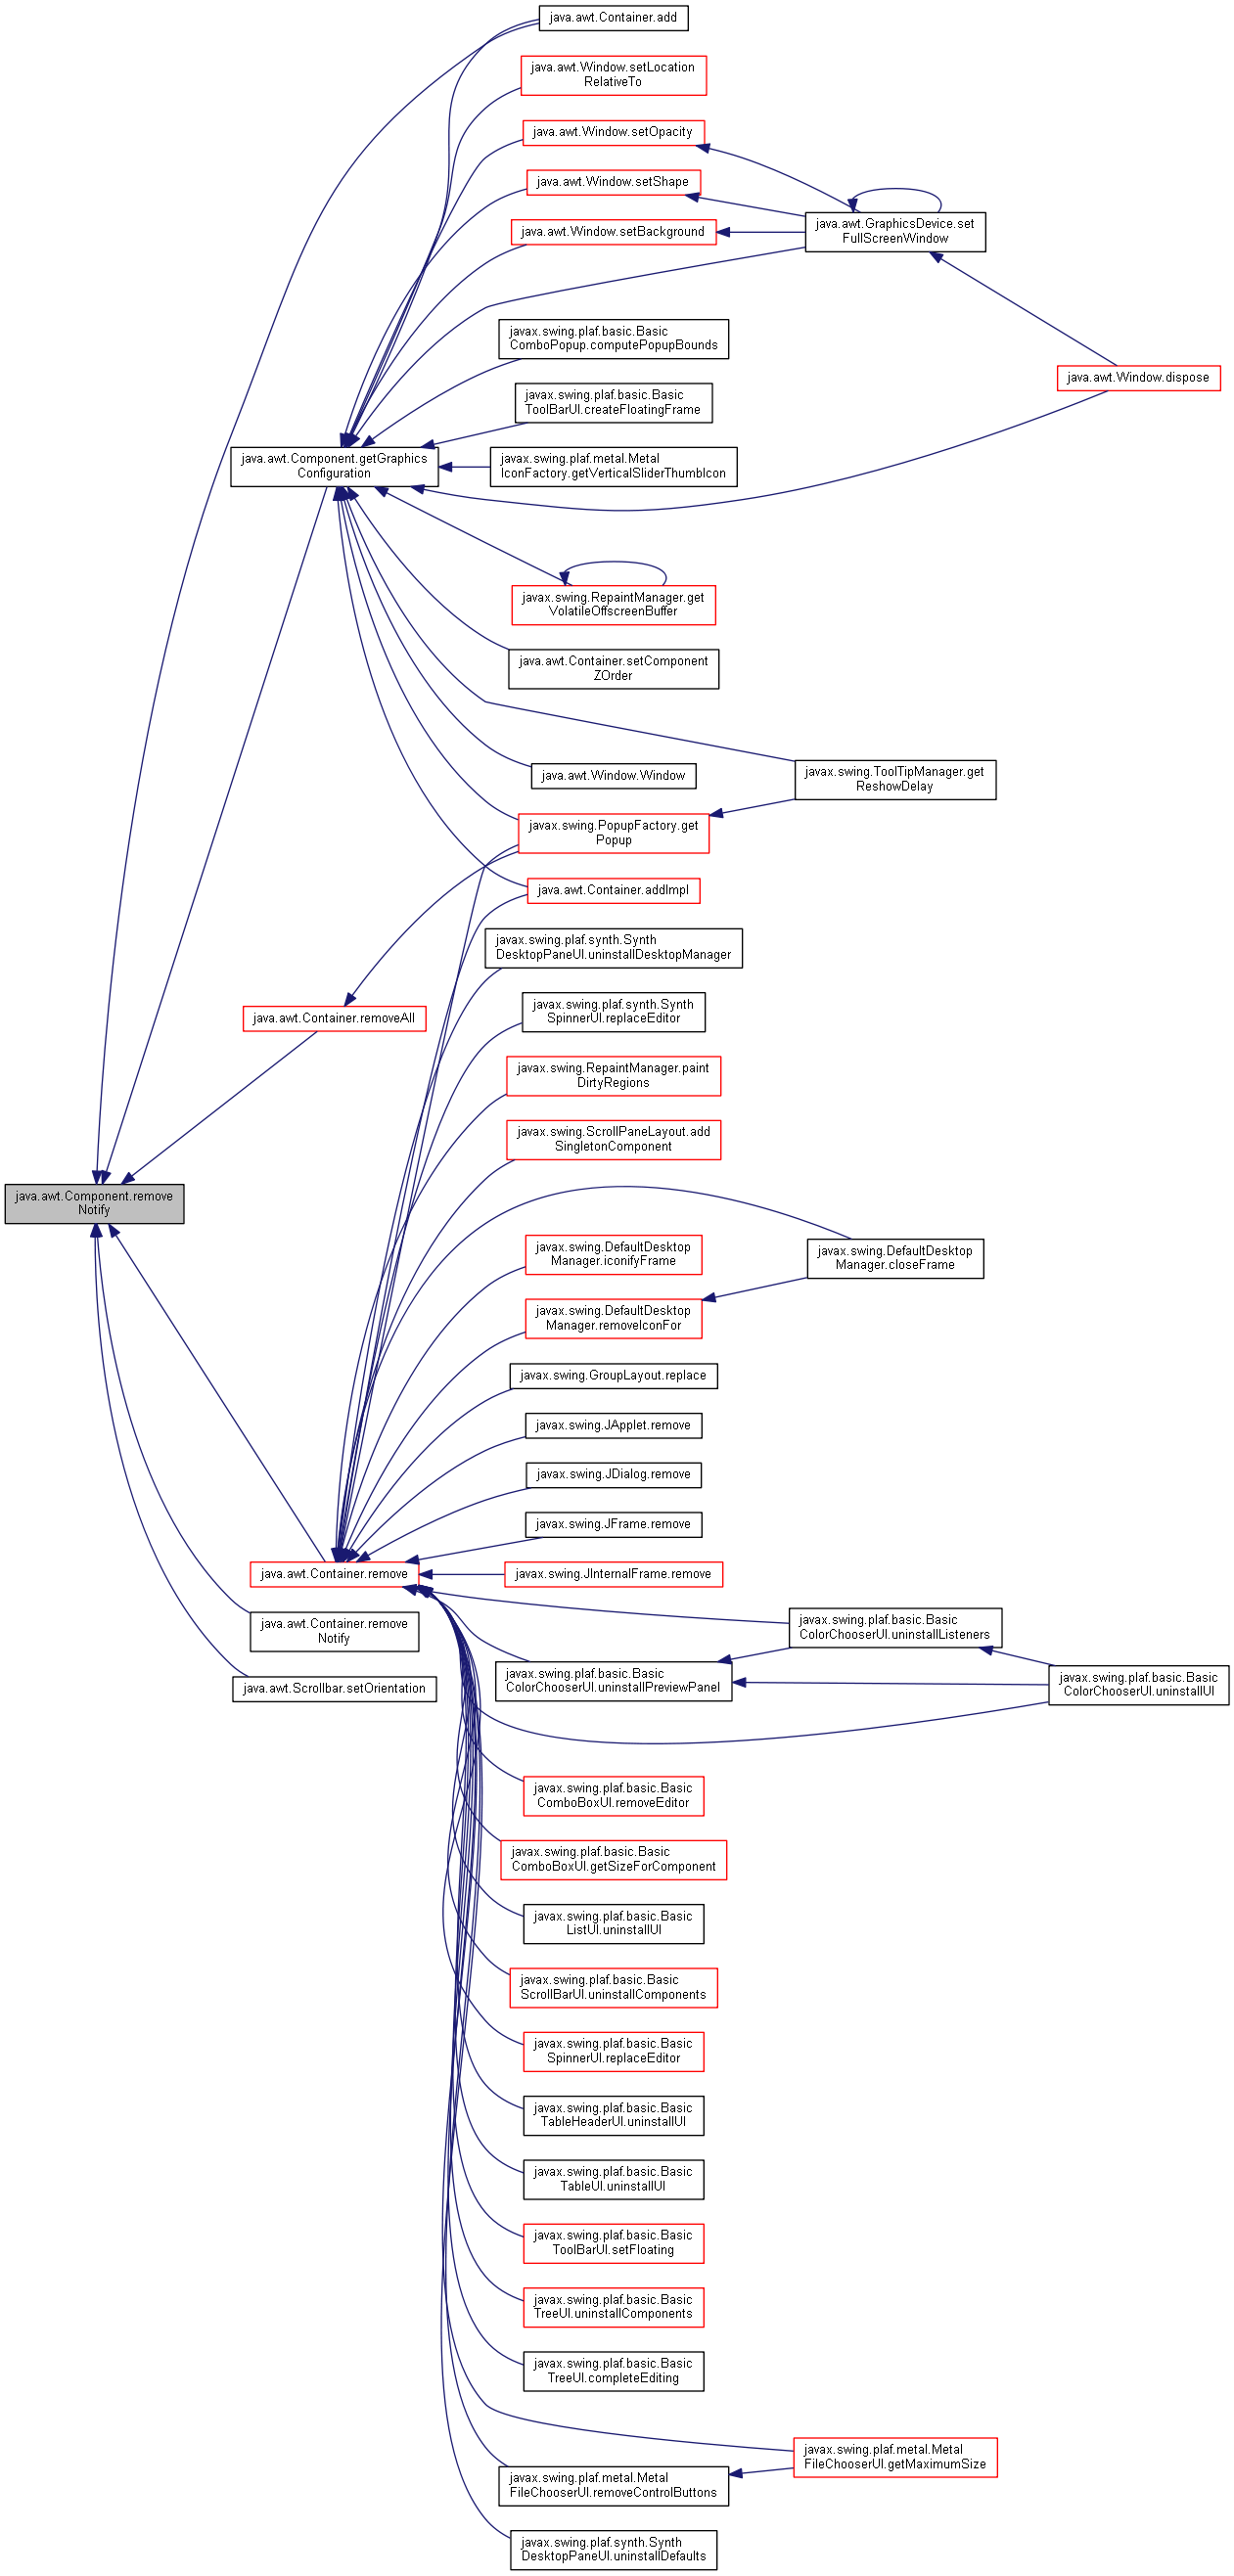 java.awt.Container.add
java.awt.Window.setLocation
RelativeTo
java.awt.Window.setOpacity
java.awt.Window.setShape
java.awt.GraphicsDevice.set
FullScreenWindow
java.awt.Window.setBackground
javax.swing.plaf.basic.Basic
ComboPopup.computePopupBounds
java.awt.Window.dispose
javax.swing.plaf.basic.Basic
ToolBarUI.createFloatingFrame
java.awt.Component.getGraphics
Configuration
javax.swing.plaf.metal.Metal
IconFactory.getVerticalSliderThumbIcon
javax.swing.RepaintManager.get
VolatileOffscreenBuffer
java.awt.Container.setComponent
ZOrder
java.awt.Window.Window
javax.swing.ToolTipManager.get
ReshowDelay
javax.swing.PopupFactory.get
Popup
java.awt.Container.addImpl
javax.swing.plaf.synth.Synth
DesktopPaneUI.uninstallDesktopManager
javax.swing.plaf.synth.Synth
SpinnerUI.replaceEditor
java.awt.Container.removeAll
javax.swing.RepaintManager.paint
DirtyRegions
javax.swing.ScrollPaneLayout.add
SingletonComponent
java.awt.Component.remove
Notify
javax.swing.DefaultDesktop
Manager.iconifyFrame
javax.swing.DefaultDesktop
Manager.closeFrame
javax.swing.DefaultDesktop
Manager.removeIconFor
javax.swing.GroupLayout.replace
javax.swing.JApplet.remove
javax.swing.JDialog.remove
javax.swing.JFrame.remove
java.awt.Container.remove
javax.swing.JInternalFrame.remove
java.awt.Container.remove
Notify
javax.swing.plaf.basic.Basic
ColorChooserUI.uninstallListeners
java.awt.Scrollbar.setOrientation
javax.swing.plaf.basic.Basic
ColorChooserUI.uninstallPreviewPanel
javax.swing.plaf.basic.Basic
ColorChooserUI.uninstallUI
javax.swing.plaf.basic.Basic
ComboBoxUI.removeEditor
javax.swing.plaf.basic.Basic
ComboBoxUI.getSizeForComponent
javax.swing.plaf.basic.Basic
ListUI.uninstallUI
javax.swing.plaf.basic.Basic
ScrollBarUI.uninstallComponents
javax.swing.plaf.basic.Basic
SpinnerUI.replaceEditor
javax.swing.plaf.basic.Basic
TableHeaderUI.uninstallUI
javax.swing.plaf.basic.Basic
TableUI.uninstallUI
javax.swing.plaf.basic.Basic
ToolBarUI.setFloating
javax.swing.plaf.basic.Basic
TreeUI.uninstallComponents
javax.swing.plaf.basic.Basic
TreeUI.completeEditing
javax.swing.plaf.metal.Metal
FileChooserUI.getMaximumSize
javax.swing.plaf.metal.Metal
FileChooserUI.removeControlButtons
javax.swing.plaf.synth.Synth
DesktopPaneUI.uninstallDefaults